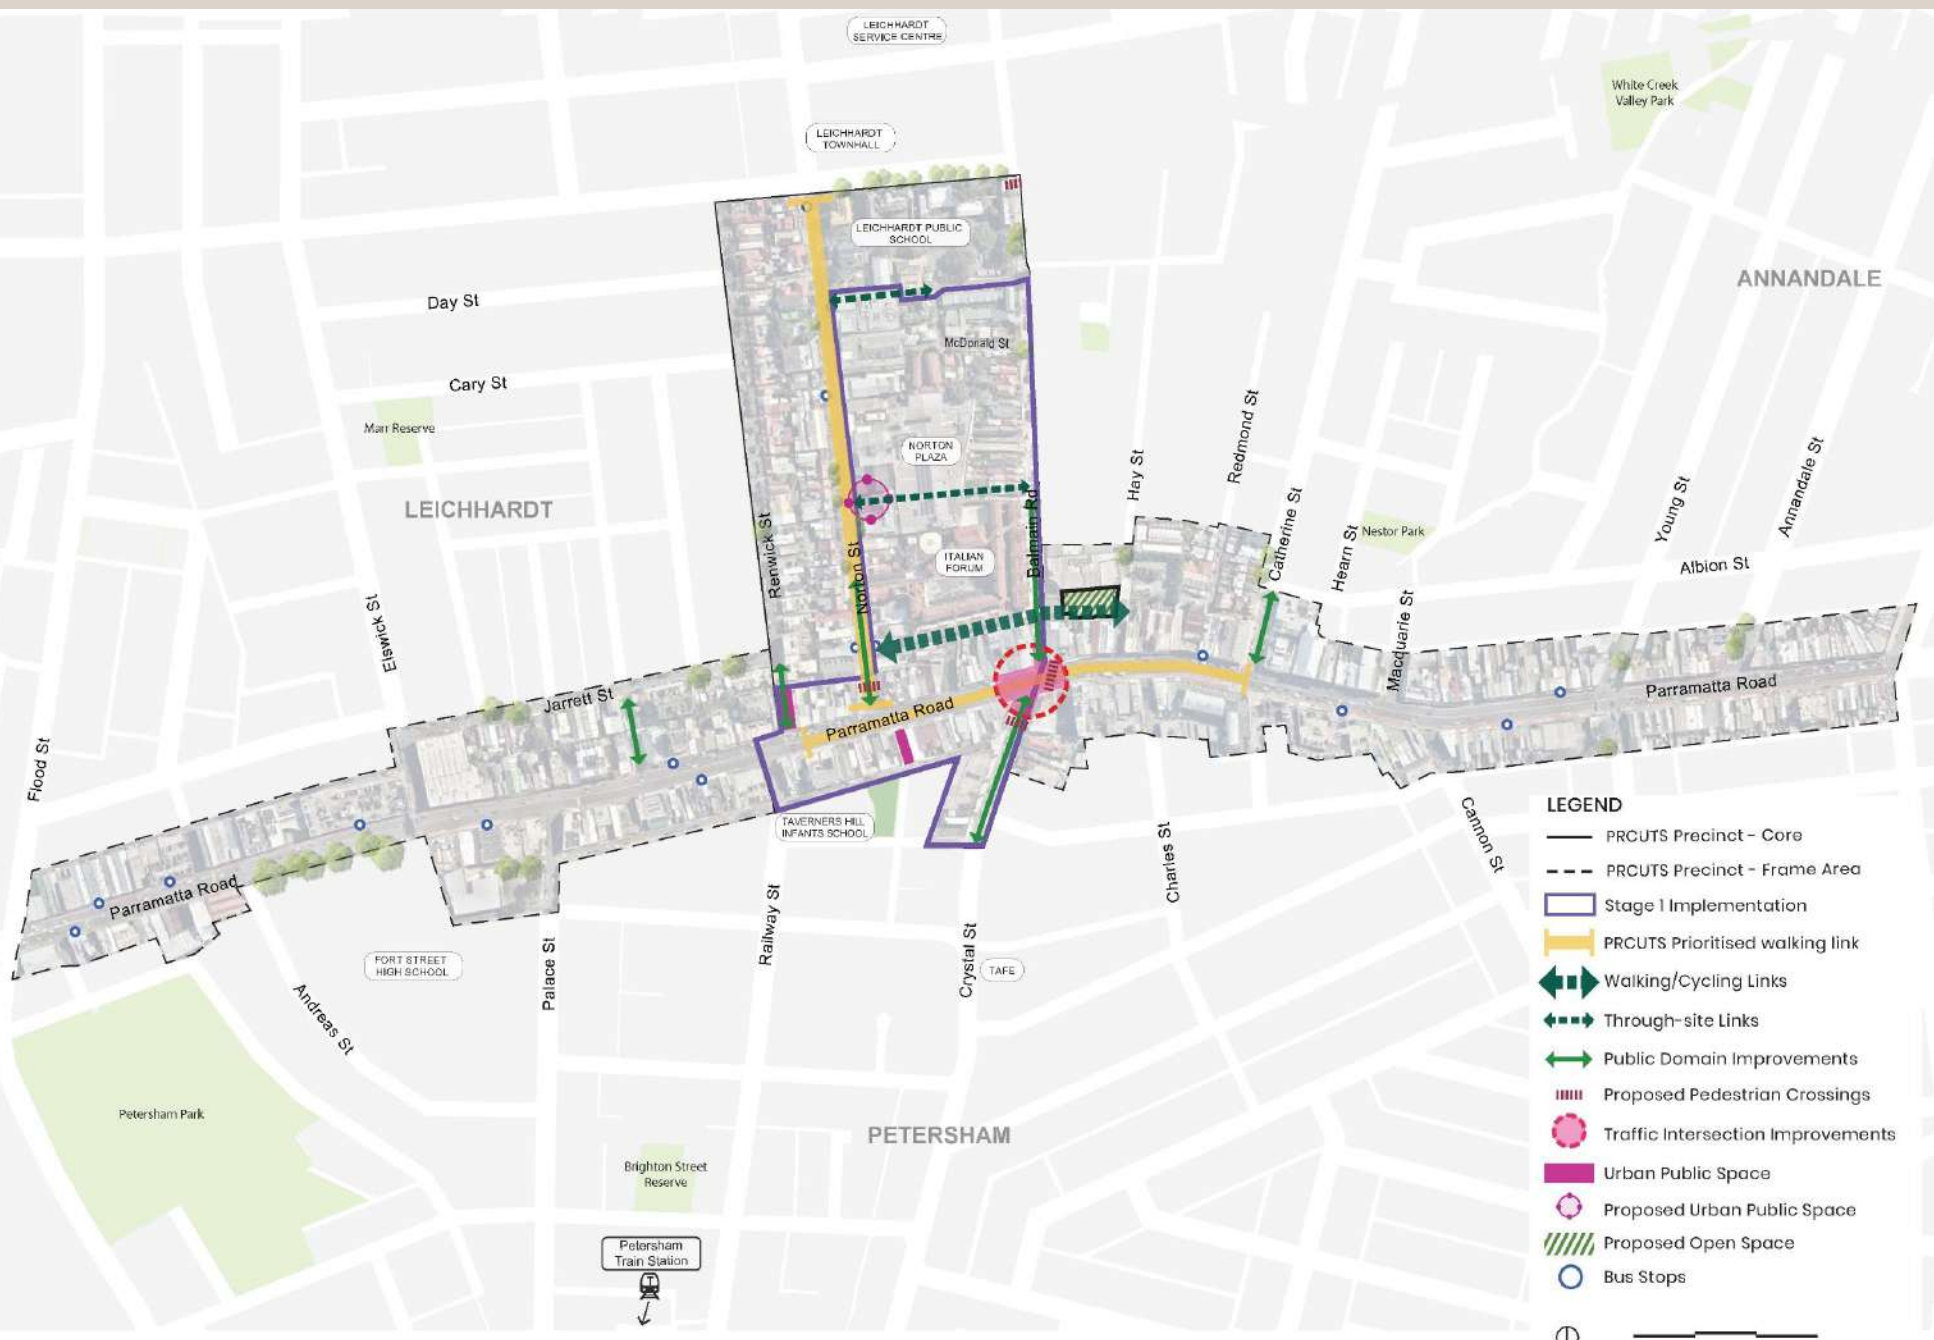 LEICHHARDT
SERVICE CENTRE
White Creek
Valley Park
LEICHHARDT
TOWNHALL
LEICHHARDT PUBLIC
SCHOOL
ANNANDALE
Day St
McDonald St
Cary St
Marr Reserve
NORTON
PLAZA
LEICHHARDT
Renwick St
Norton St
Balmain Rd
ITALIAN
FORUM
Hay St
Redmond St
Catherine St
Hearn St
Nestor Park
Macquarie St
Young St
Annandale St
Albion St
Elswick St
Jarrett St
Flood St
Parramatta Road
Parramatta Road
Parramatta Road
TAVERNERS HILL
INFANTS SCHOOL
FORT STREET
HIGH SCHOOL
Andreas St
Palace St
Railway St
Crystal St
TAFE
Charles St
Cannon St
Petersham Park
PETERSHAM
Brighton Street
Reserve
Petersham
Train Station
LEGEND
PRCUTS Precinct - Core
PRCUTS Precinct - Frame Area
Stage 1 Implementation
PRCUTS Prioritised walking link
Walking/Cycling Links
Through-site Links
Public Domain Improvements
Proposed Pedestrian Crossings
Traffic Intersection Improvements
Urban Public Space
Proposed Urban Public Space
Proposed Open Space
Bus Stops